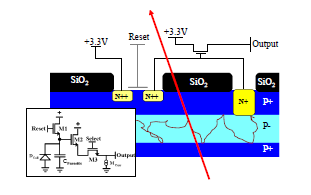 +3.3V
Reset
+3.3V
Output
SiO2
SiO2
SiO2
N++
N++
N+
P+
P-
P+
Reset
M1
M2
Select
M3
Output